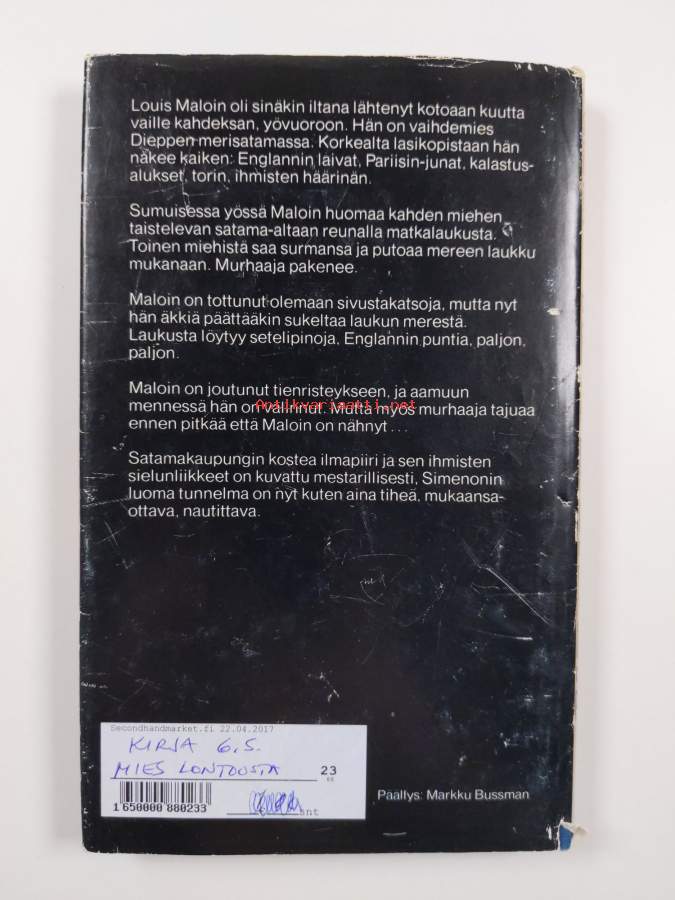 Louis Maloin oli sinäkin iltana lähtenyt kotoaan kuutta
vaille kahdeksan, yövuoroon. Hän on vaihdemies
Dieppen merisatamassa. Korkealta lasikopistaan hän
näkee kaiken: Englannin laivat, Pariisin-junat, kalastus-
alukset, torin, ihmisten häärinän.
Sumuisessa yössä Maloin huomaa kahden miehen
taistelevan satama-altaan reunalla matkalaukusta.
Toinen miehistä saa surmansa ja putoaa mereen laukku
mukanaan. Murhaaja pakenee.
Maloin on tottunut olemaan sivustakatsoja, mutta nyt
hän äkkiä päättääkin sukeltaa laukun merestä.
Laukusta löytyy setelipinoja, Englannin puntia, paljon,
paljon.
Maloin on joutunut tienristeykseen, ja aamuun
Antikvariaatti.net
mennessä hän on valinnut. Mutta myös murhaaja tajuaa
ennen pitkää että Maloin on nähnyt...
Satamakaupungin kostea ilmapiiri ja sen ihmisten
sielunliikkeet on kuvattu mestarillisesti, Simenonin
luoma tunnelma on nyt kuten aina tiheä, mukaansa-
ottava, nautittava.
Secondhandmarket.fi 22.04.2017
KIRJA G.S.
MIES LONTOOSTA 23
1 650000 880233
Päällys: Markku Bussman